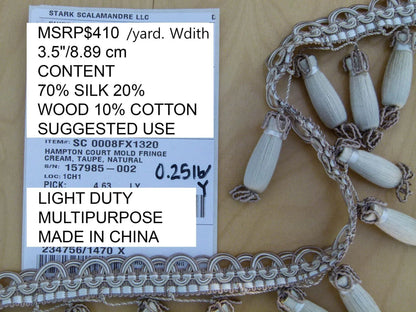 STARK SCALAMANDRE LLC
MSRP$410 /yard. Wdith
3.5"/8.89 cm
CONTENT
70% SILK 20%
WOOD 10% COTTON
SUGGESTED USE
ITEM#: SC 0008FX1320
HAMPTON COURT MOLD FRINGE
CREAM, TAUPE, NATURAL
S/N: 157985-002
LOC: 1CH1
PICK: 4.63 LY
0.25lb/
Y
LIGHT DUTY
MULTIPURPOSE
MADE IN CHINA
234756/1470 X